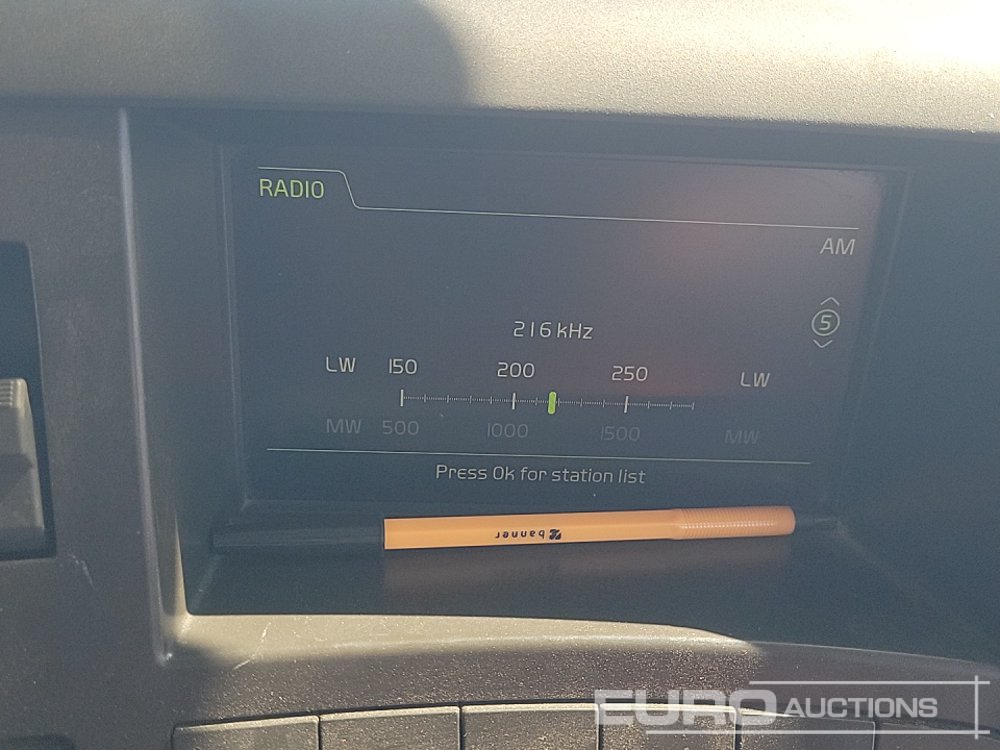 RADIO
AM
5
216 kHz
LW 150 200 250 LW
MW 500 1000 1500 MW
Press Ok for station list
banner
EURO AUCTIONS